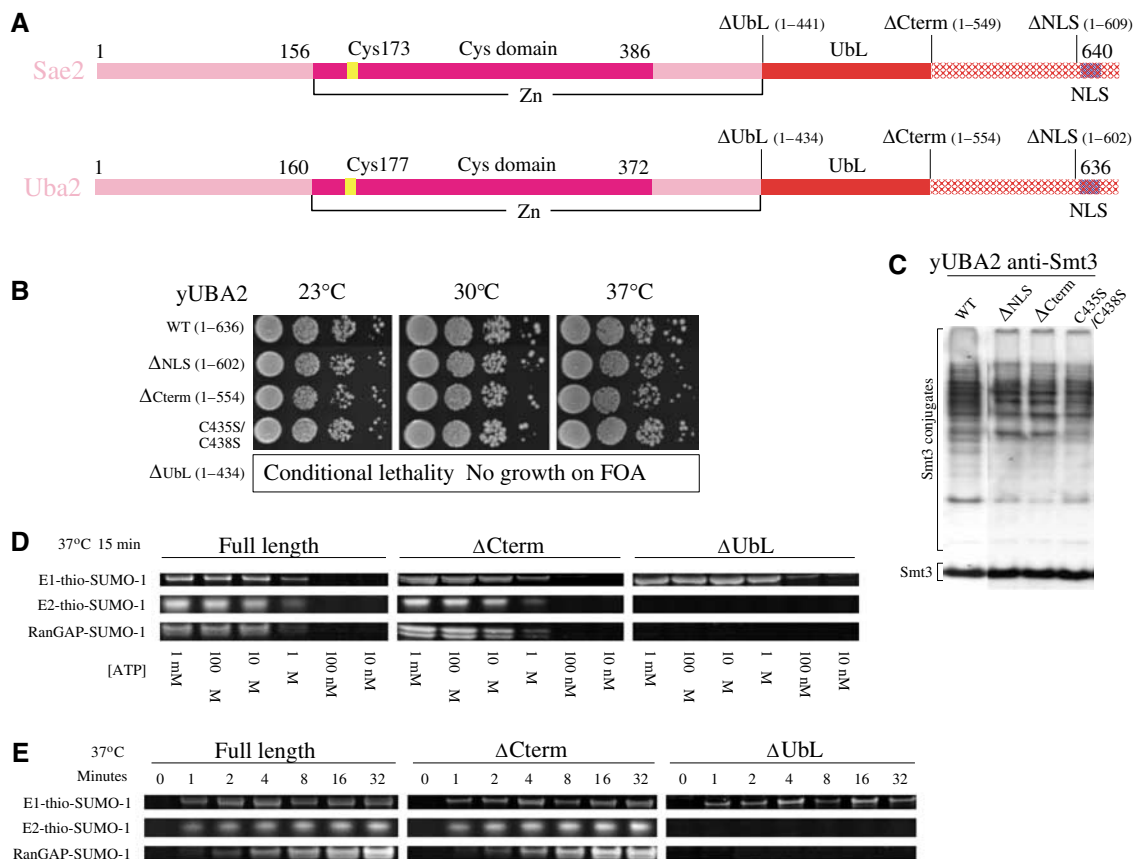 A
ΔUbL (1–441) ΔCterm (1–549) ΔNLS (1–609)
1 156 Cys173 Cys domain 386 UbL 640
Sae2
Zn NLS
ΔUbL (1–434) ΔCterm (1–554) ΔNLS (1–602)
1 160 Cys177 Cys domain 372 UbL 636
Uba2
Zn NLS
B
yUBA2 23°C 30°C 37°C
WT (1–636)
ΔNLS (1–602)
ΔCterm (1–554)
C435S/
C438S
ΔUbL (1–434) Conditional lethality No growth on FOA
C
yUBA2 anti-Smt3
WT ΔNLS ΔCterm C435S
/C438S
Smt3 conjugates
Smt3
D
37°C 15 min Full length ΔCterm ΔUbL
E1-thio-SUMO-1
E2-thio-SUMO-1
RanGAP-SUMO-1
[ATP] 1 mM 100 M 10 M 1 M 100 nM 10 nM 1 mM 100 M 10 M 1 M 100 nM 10 nM 1 mM 100 M 10 M 1 M 100 nM 10 nM
E
37°C Full length ΔCterm ΔUbL
Minutes 0 1 2 4 8 16 32 0 1 2 4 8 16 32 0 1 2 4 8 16 32
E1-thio-SUMO-1
E2-thio-SUMO-1
RanGAP-SUMO-1